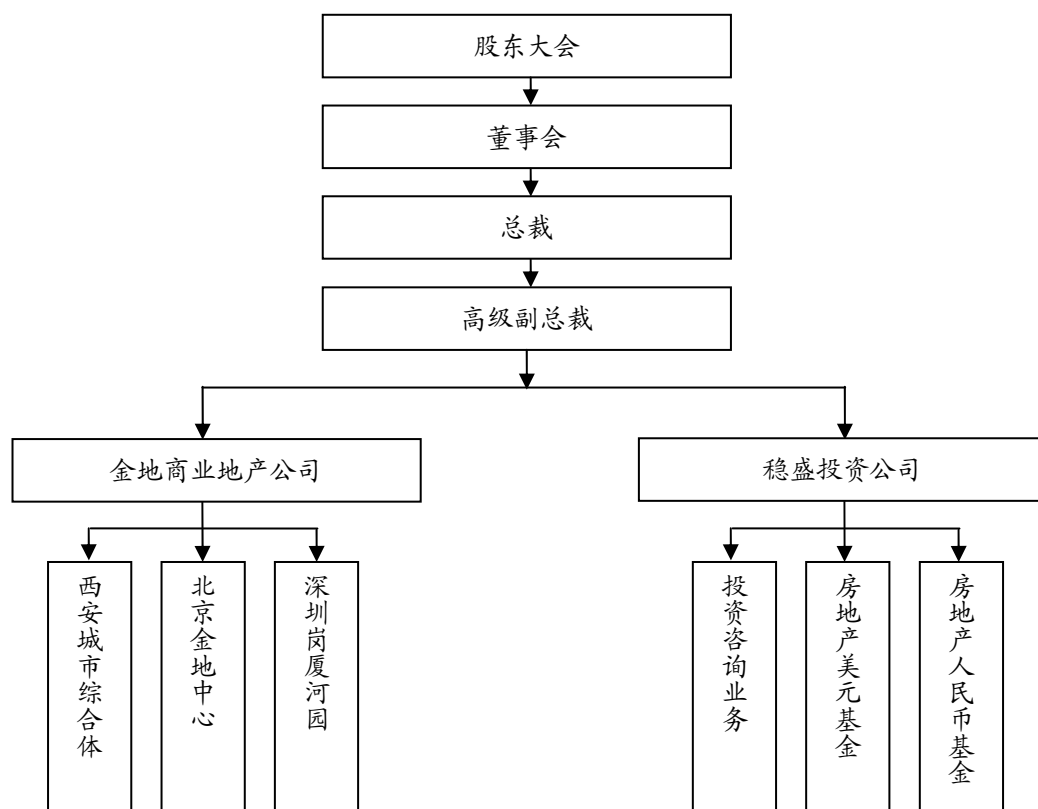 股东大会
董事会
总裁
高级副总裁
金地商业地产公司
稳盛投资公司
西安城市综合体
北京金地中心
深圳岗厦河园
投资咨询业务
房地产美元基金
房地产人民币基金